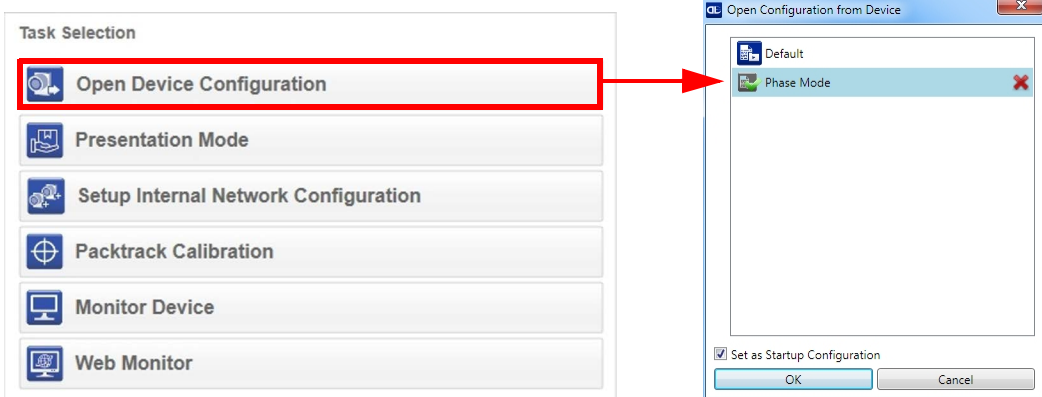 Task Selection
Open Device Configuration
Presentation Mode
Setup Internal Network Configuration
Packtrack Calibration
Monitor Device
Web Monitor
Open Configuration from Device
Default
Phase Mode
Set as Startup Configuration
OK
Cancel